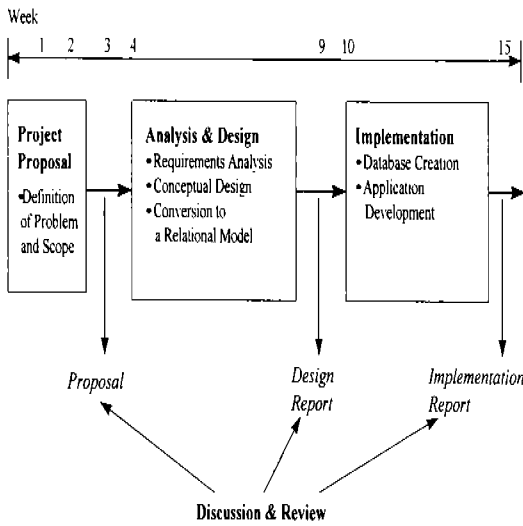 Week
1 2 3 4 9 10 15
Project
Proposal
•Definition
of Problem
and Scope
Analysis & Design
•Requirements Analysis
•Conceptual Design
•Conversion to
a Relational Model
Implementation
•Database Creation
•Application
Development
Proposal
Design
Report
Implementation
Report
Discussion & Review